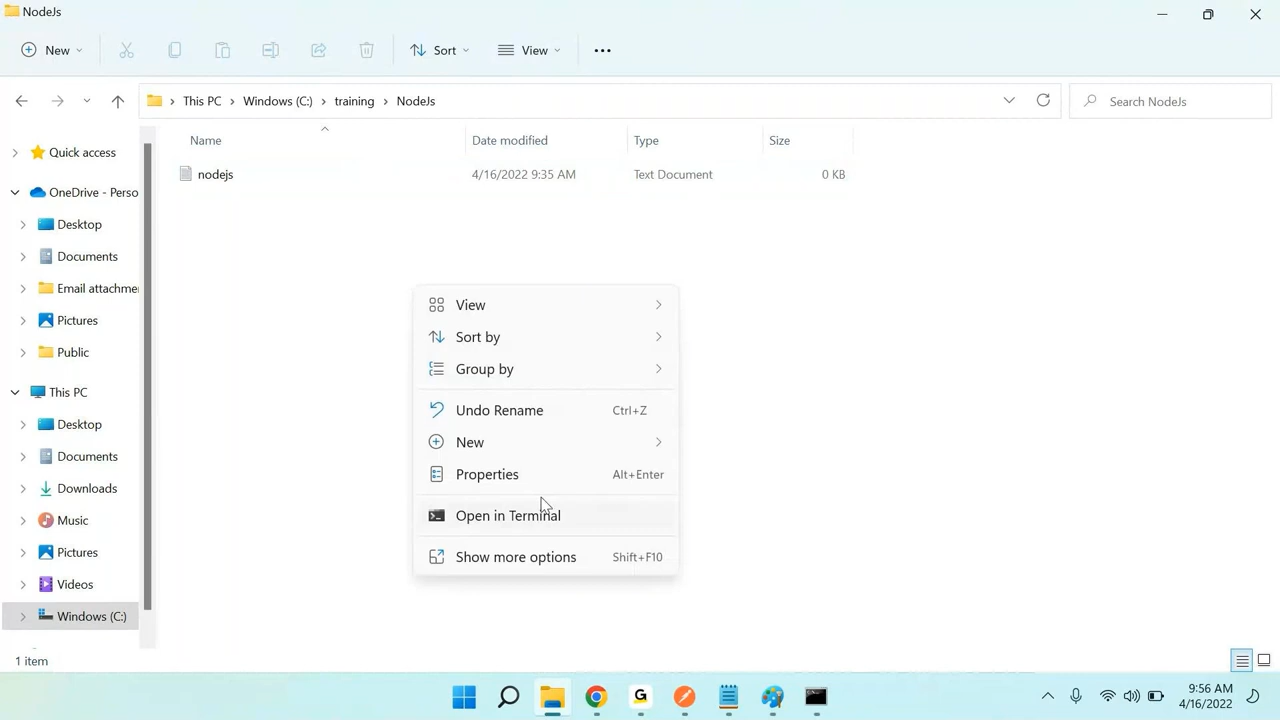 NodeJs
New Sort View
This PC Windows (C:) training NodeJs Search NodeJs
Name Date modified Type Size
nodejs 4/16/2022 9:35 AM Text Document 0 KB
Quick access
OneDrive - Perso
Desktop
Documents
Email attachme
Pictures
Public
This PC
Desktop
Documents
Downloads
Music
Pictures
Videos
Windows (C:)
View
Sort by
Group by
Undo Rename Ctrl+Z
New
Properties Alt+Enter
Open in Terminal
Show more options Shift+F10
1 item
G
9:56 AM
4/16/2022